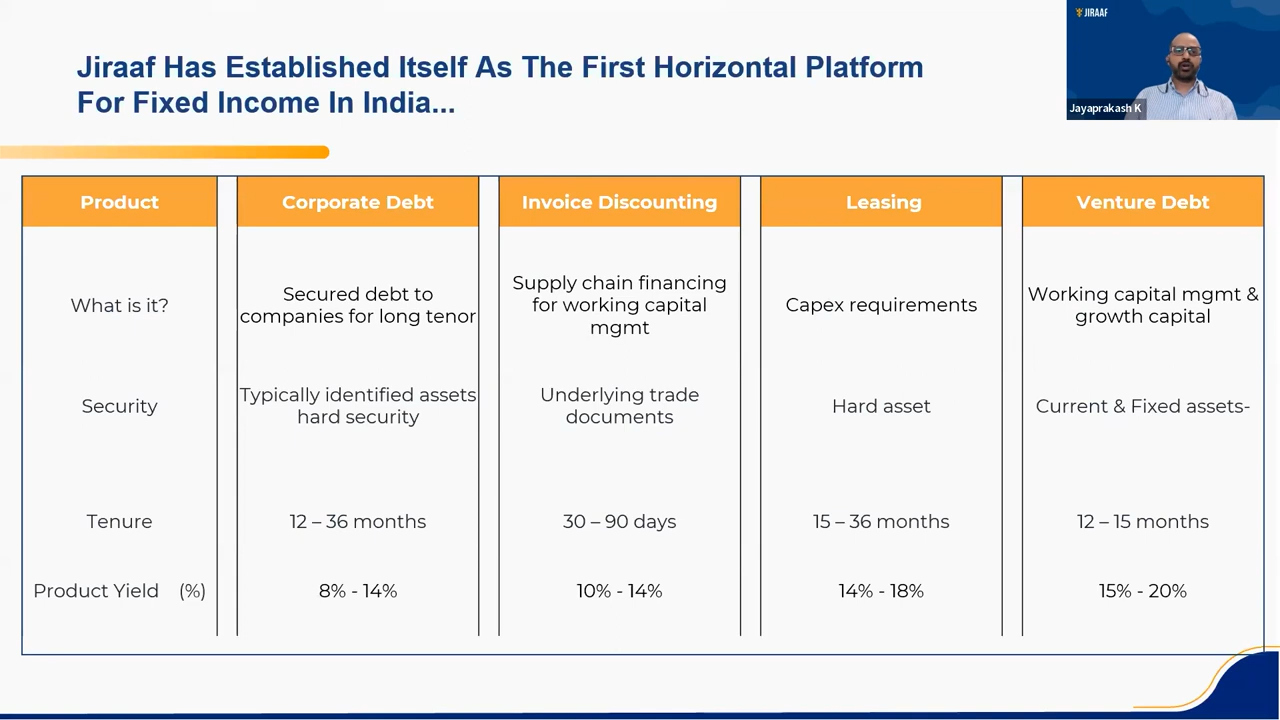 JIRAAF
Jayaprakash K
Jiraaf Has Established Itself As The First Horizontal Platform
For Fixed Income In India...
Product
Corporate Debt
Invoice Discounting
Leasing
Venture Debt
What is it?
Secured debt to
companies for long tenor
Supply chain financing
for working capital
mgmt
Capex requirements
Working capital mgmt &
growth capital
Security
Typically identified assets
hard security
Underlying trade
documents
Hard asset
Current & Fixed assets-
Tenure
12 – 36 months
30 – 90 days
15 – 36 months
12 – 15 months
Product Yield (%)
8% - 14%
10% - 14%
14% - 18%
15% - 20%